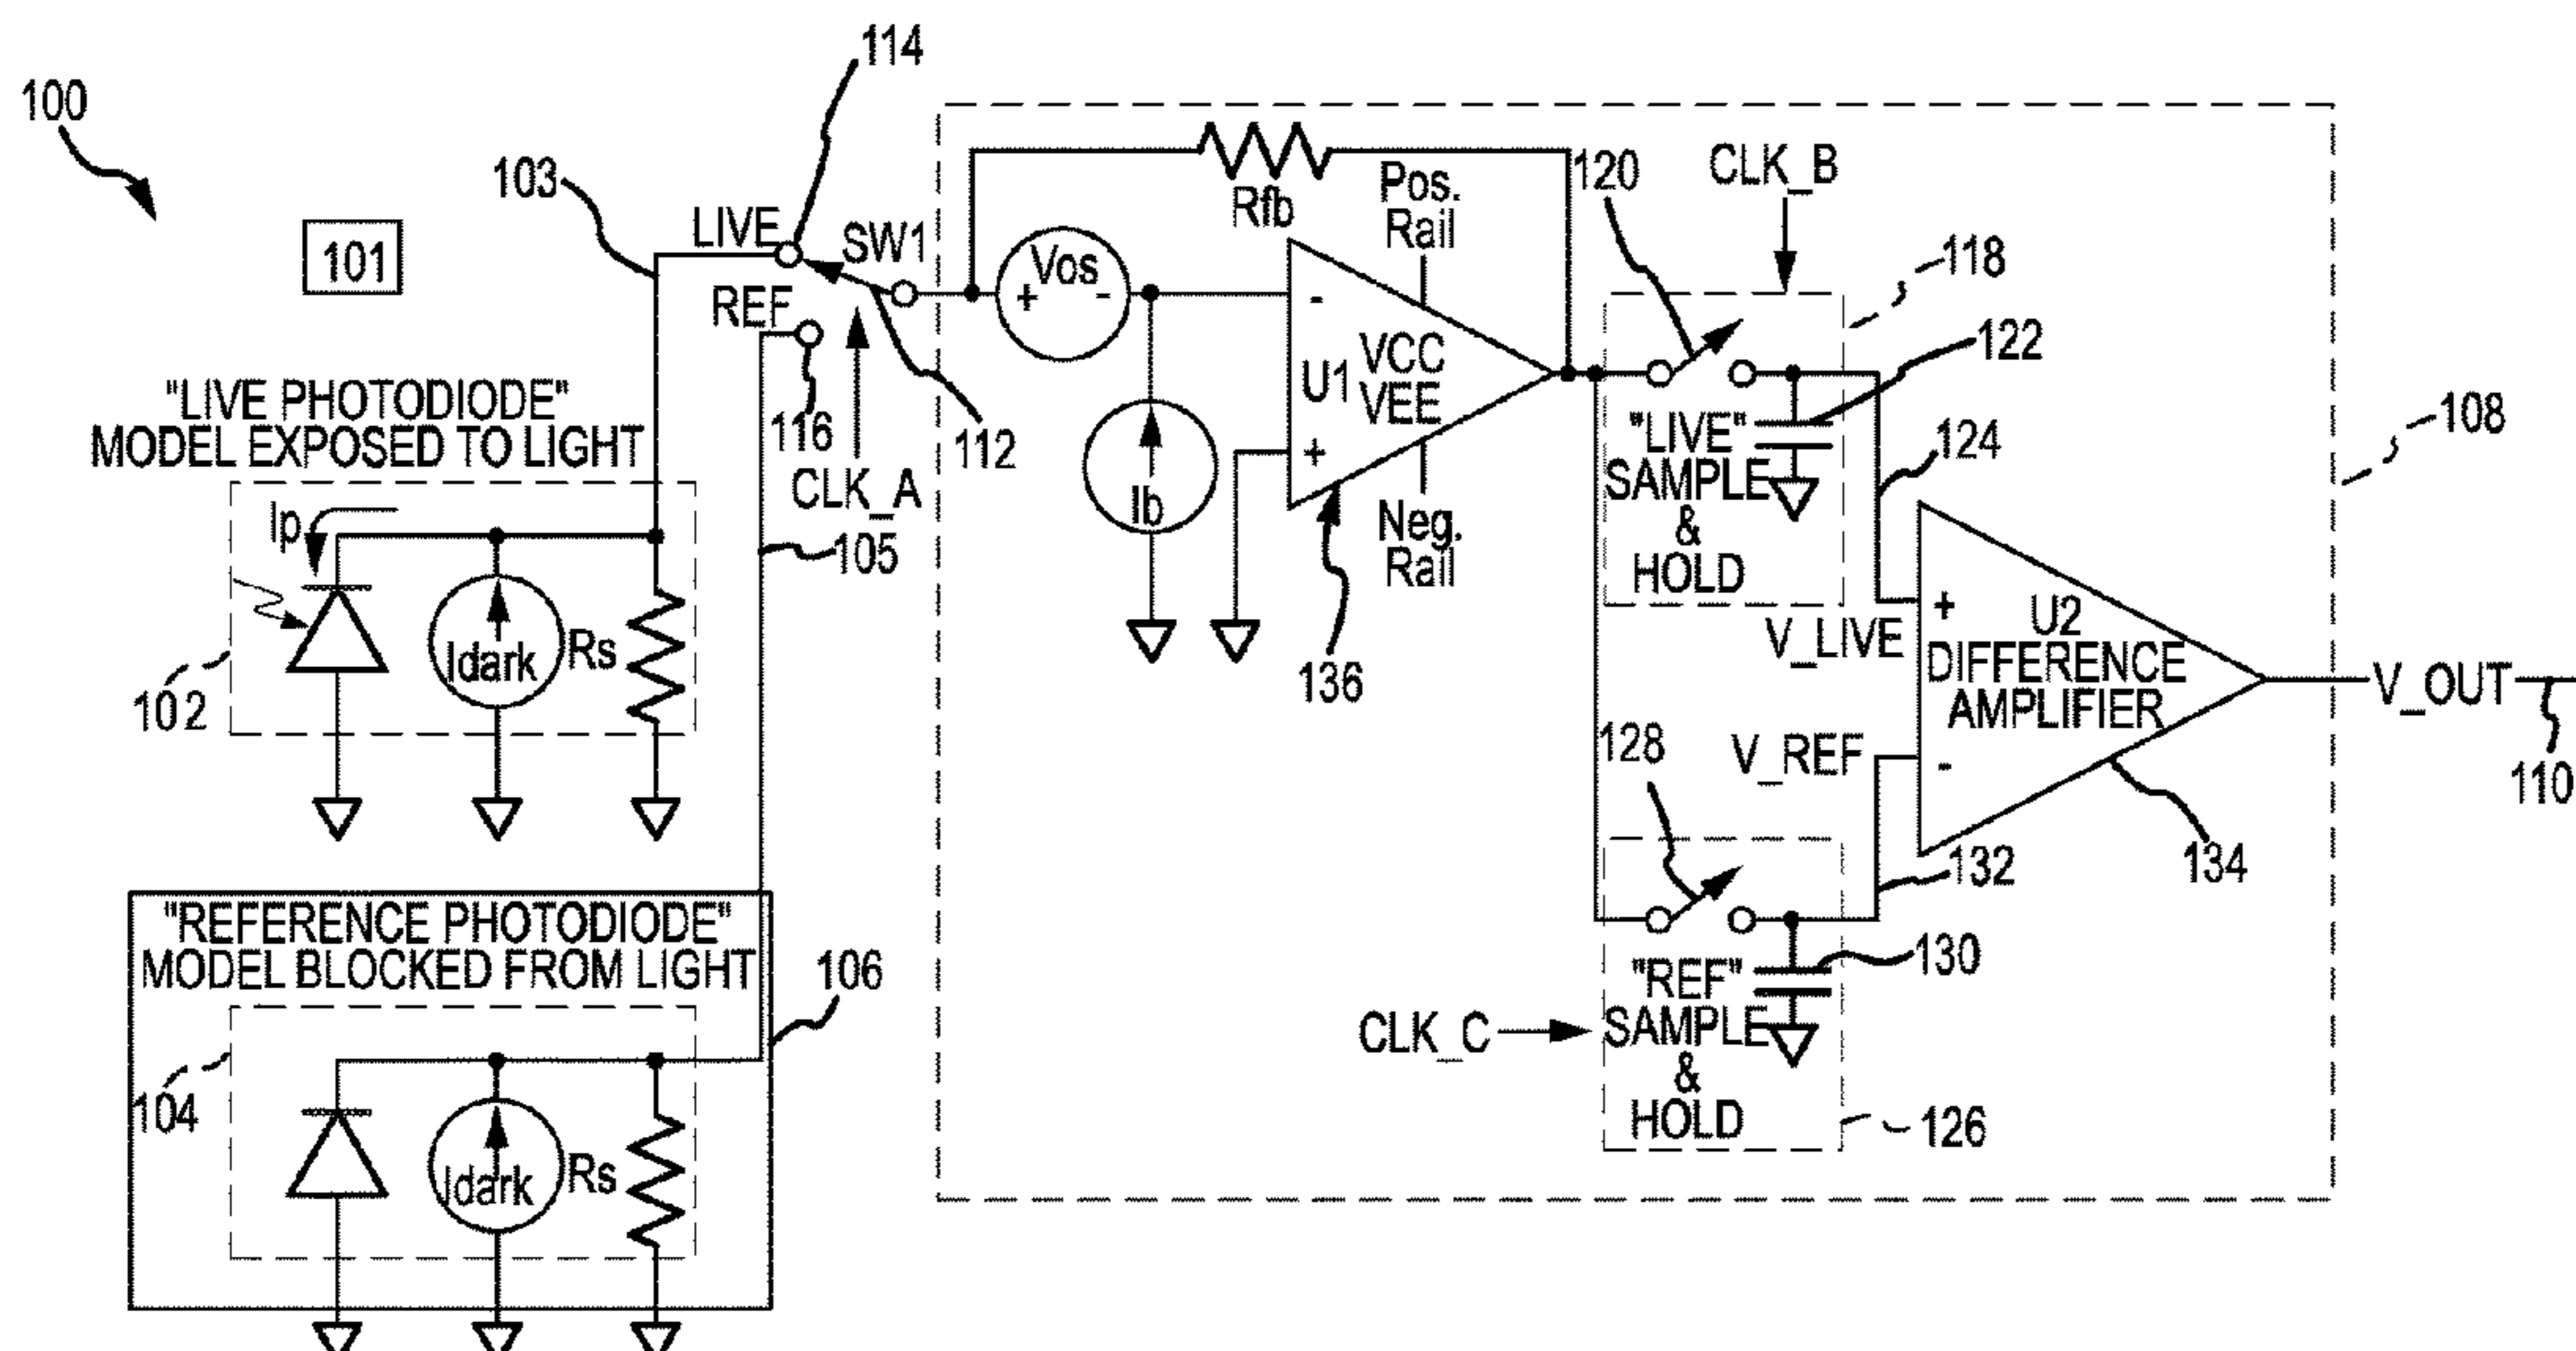 100
101
103
114
LIVE
SW1
REF
116
CLK_A
112
105
"LIVE PHOTODIODE"
MODEL EXPOSED TO LIGHT
Ip
Idark
Rs
102
"REFERENCE PHOTODIODE"
MODEL BLOCKED FROM LIGHT
106
104
Idark
Rs
Rfb
Vos
+ -
Ib
-
+
U1
VCC
VEE
Pos.
Rail
Neg.
Rail
136
120
CLK_B
118
122
"LIVE"
SAMPLE
&
HOLD
124
108
V_LIVE
+
U2
DIFFERENCE
AMPLIFIER
-
V_REF
V_OUT
110
128
132
134
130
CLK_C
"REF"
SAMPLE
&
HOLD
126